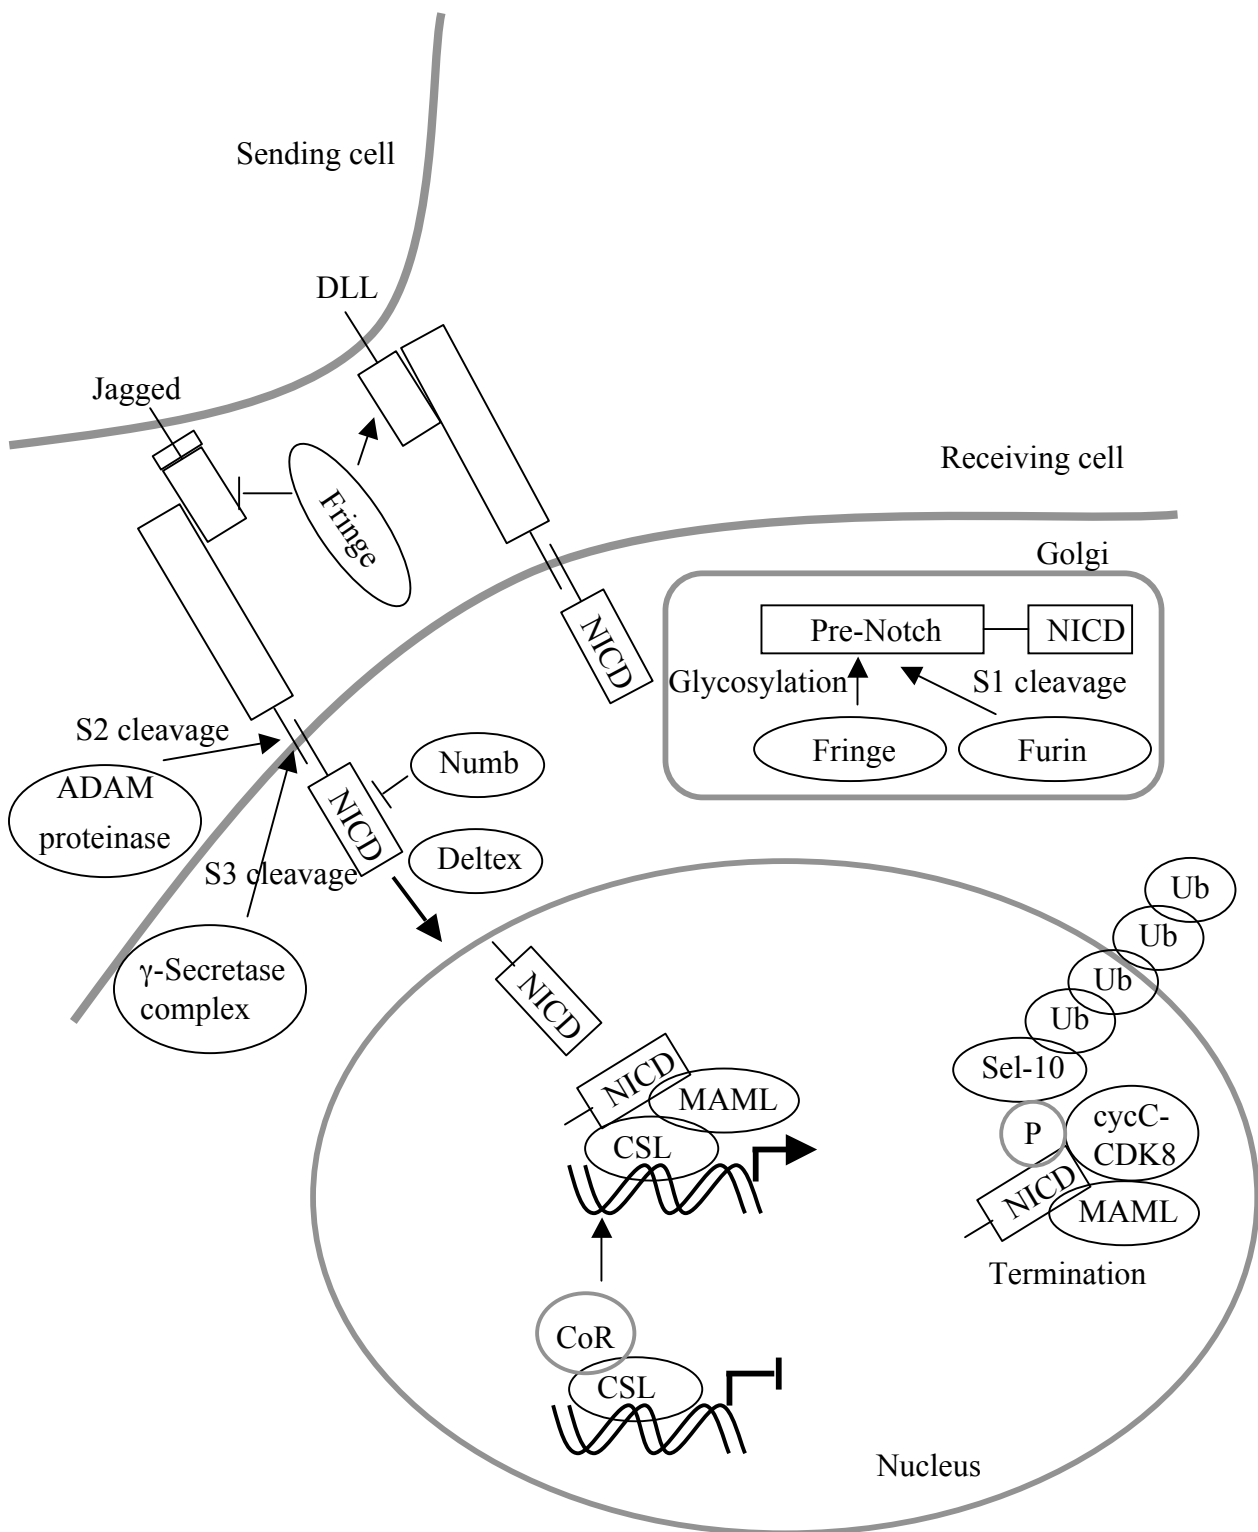 Sending cell
DLL
Jagged
Fringe
Receiving cell
Golgi
Pre-Notch
NICD
Glycosylation
S1 cleavage
Fringe
Furin
NICD
S2 cleavage
ADAM
proteinase
Numb
NICD
Deltex
S3 cleavage
γ-Secretase
complex
Ub
Ub
Ub
Ub
Sel-10
NICD
NICD
MAML
CSL
P
cycC-
CDK8
NICD
MAML
Termination
CoR
CSL
Nucleus